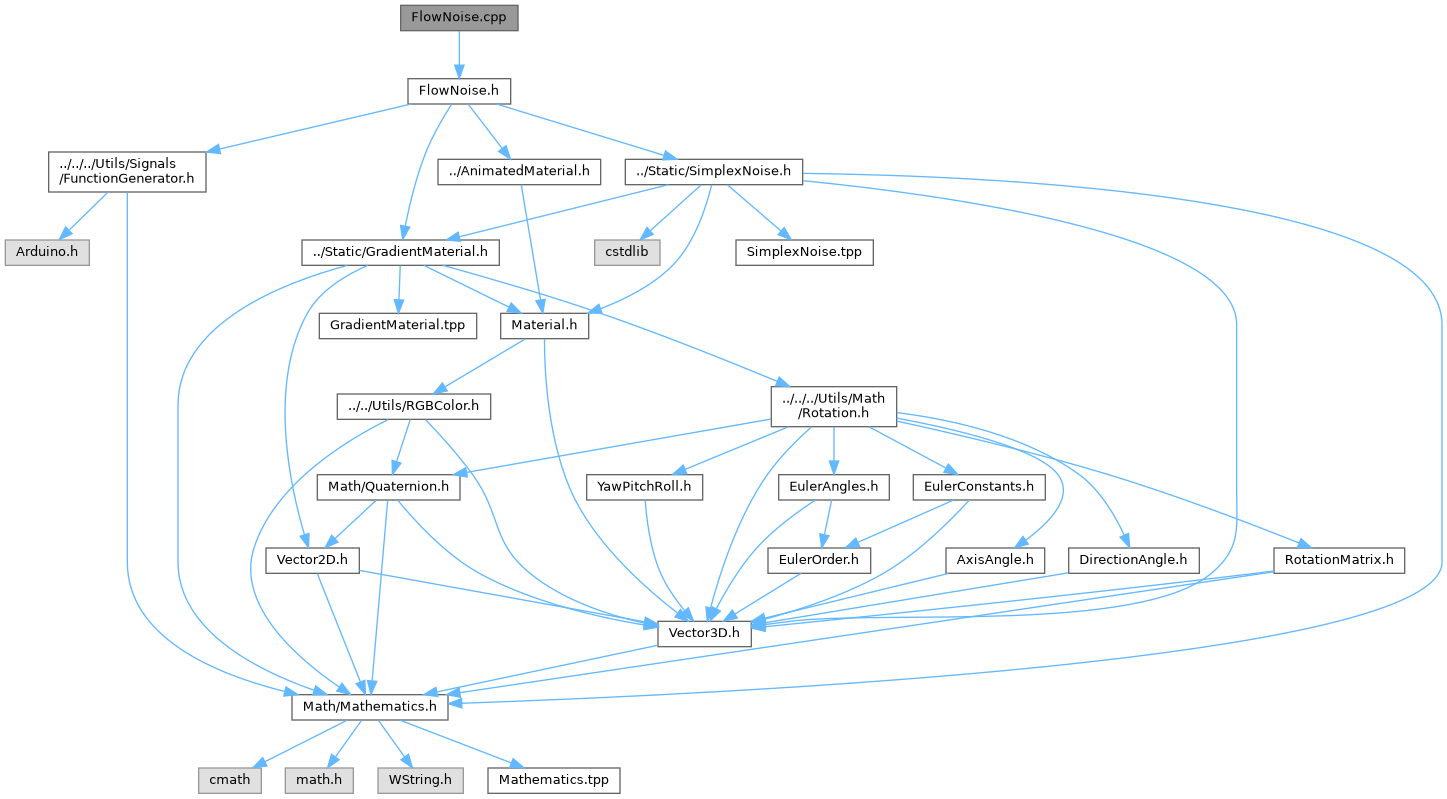 FlowNoise.cpp
FlowNoise.h
../../../Utils/Signals
/FunctionGenerator.h
../AnimatedMaterial.h
../Static/SimplexNoise.h
Arduino.h
../Static/GradientMaterial.h
cstdlib
SimplexNoise.tpp
GradientMaterial.tpp
Material.h
../../Utils/RGBColor.h
../../../Utils/Math
/Rotation.h
Math/Quaternion.h
YawPitchRoll.h
EulerAngles.h
EulerConstants.h
Vector2D.h
EulerOrder.h
AxisAngle.h
DirectionAngle.h
RotationMatrix.h
Vector3D.h
Math/Mathematics.h
cmath
math.h
WString.h
Mathematics.tpp